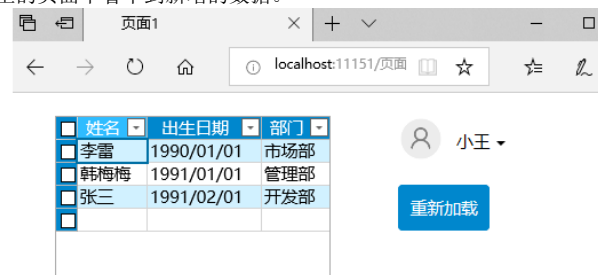 页面1
localhost:11151/页面
姓名 出生日期 部门
李雷 1990/01/01 市场部
韩梅梅 1991/01/01 管理部
张三 1991/02/01 开发部
小王
重新加载